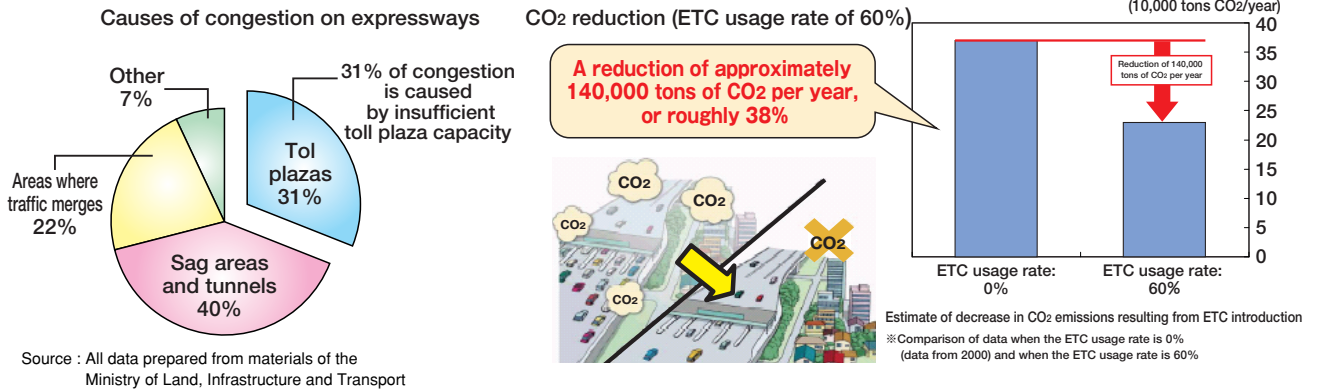 Causes of congestion on expressways
Other
7%
31% of congestion
is caused
by insufficient
toll plaza capacity
Tol
plazas
31%
Areas where
traffic merges
22%
Sag areas
and tunnels
40%
Source : All data prepared from materials of the
Ministry of Land, Infrastructure and Transport
CO2 reduction (ETC usage rate of 60%)
A reduction of approximately
140,000 tons of CO2 per year,
or roughly 38%
CO2
CO2
CO2
CO2
CO2
(10,000 tons CO2/year)
40
35
30
25
20
15
10
5
0
Reduction of 140,000
tons of CO2 per year
ETC usage rate:
0%
ETC usage rate:
60%
Estimate of decrease in CO2 emissions resulting from ETC introduction
※Comparison of data when the ETC usage rate is 0%
(data from 2000) and when the ETC usage rate is 60%